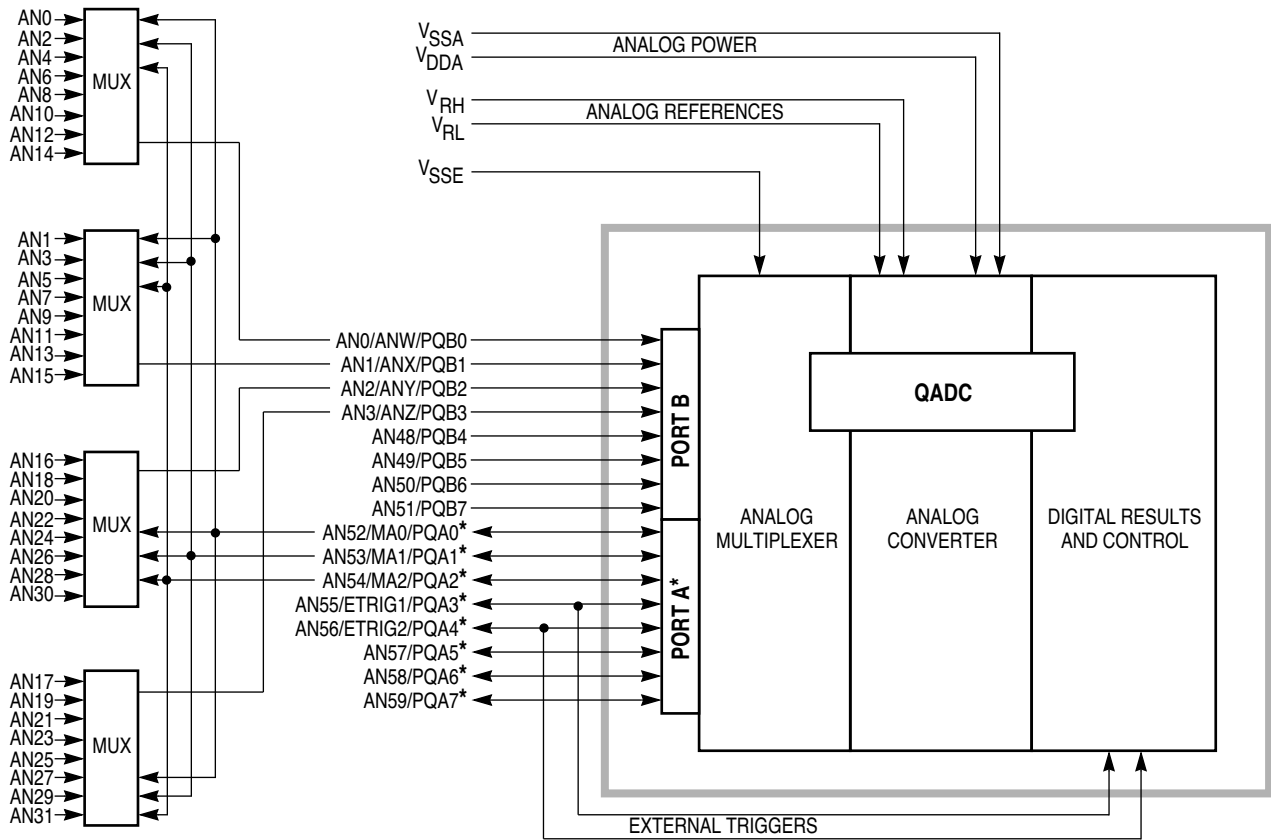 AN0
AN2
AN4
AN6
AN8
AN10
AN12
AN14
MUX
AN1
AN3
AN5
AN7
AN9
AN11
AN13
AN15
MUX
AN16
AN18
AN20
AN22
AN24
AN26
AN28
AN30
MUX
AN17
AN19
AN21
AN23
AN25
AN27
AN29
AN31
MUX
VSSA
VDDA
ANALOG POWER
VRH
VRL
ANALOG REFERENCES
VSSE
AN0/ANW/PQB0
AN1/ANX/PQB1
AN2/ANY/PQB2
AN3/ANZ/PQB3
AN48/PQB4
AN49/PQB5
AN50/PQB6
AN51/PQB7
AN52/MA0/PQA0*
AN53/MA1/PQA1*
AN54/MA2/PQA2*
AN55/ETRIG1/PQA3*
AN56/ETRIG2/PQA4*
AN57/PQA5*
AN58/PQA6*
AN59/PQA7*
PORT B
PORT A*
QADC
ANALOG
MULTIPLEXER
ANALOG
CONVERTER
DIGITAL RESULTS
AND CONTROL
EXTERNAL TRIGGERS